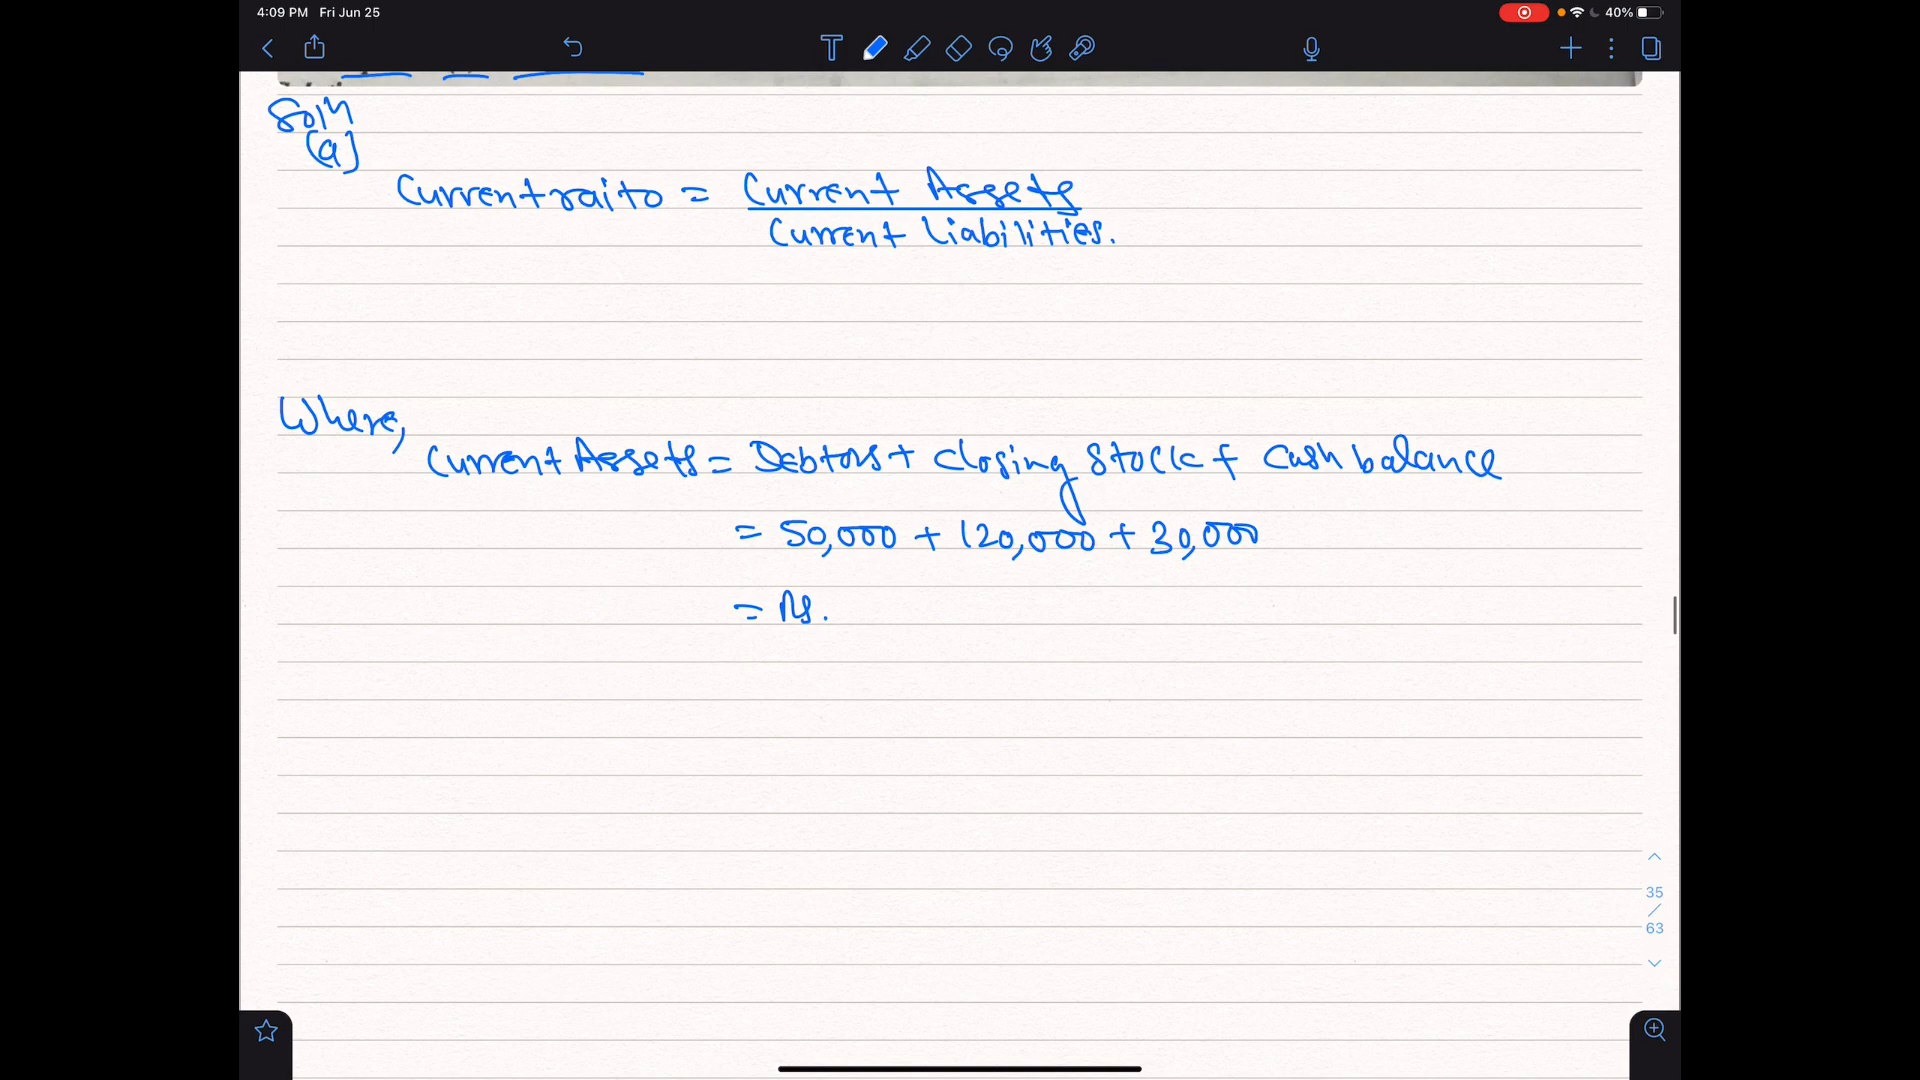 4:09 PM Fri Jun 25
40%
Soln
(a)
Current raito = Current Assets
Current Liabilities.
Where,
Current Assets = Debtors + Closing Stock + Cash balance
= 50,000 + 120,000 + 30,000
= Rs.
35
/
63